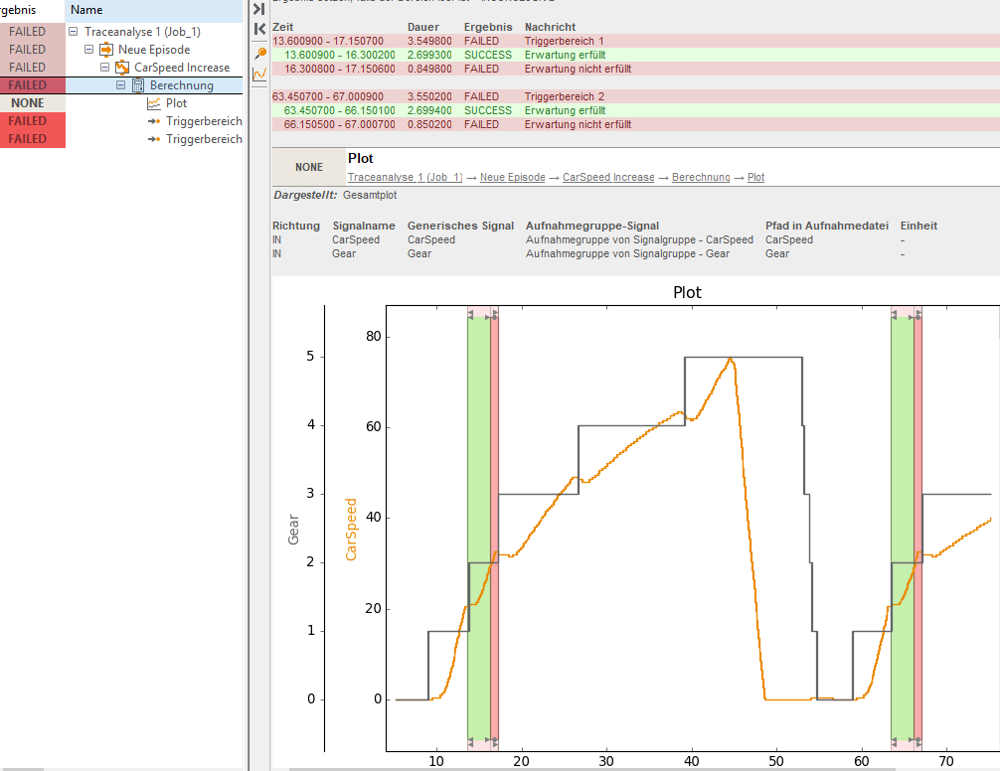 rgebnis Name
FAILED Traceanalyse 1 (Job_1)
FAILED Neue Episode
FAILED CarSpeed Increase
FAILED Berechnung
NONE Plot
FAILED Triggerbereich
FAILED Triggerbereich
Zeit Dauer Ergebnis Nachricht
13.600900 - 17.150700 3.549800 FAILED Triggerbereich 1
13.600900 - 16.300200 2.699300 SUCCESS Erwartung erfüllt
16.300800 - 17.150600 0.849800 FAILED Erwartung nicht erfüllt
63.450700 - 67.000900 3.550200 FAILED Triggerbereich 2
63.450700 - 66.150100 2.699400 SUCCESS Erwartung erfüllt
66.150500 - 67.000700 0.850200 FAILED Erwartung nicht erfüllt
NONE Plot
Traceanalyse 1 (Job_1) → Neue Episode → CarSpeed Increase → Berechnung → Plot
Dargestellt: Gesamtplot
Richtung Signalname Generisches Signal Aufnahmegruppe-Signal Pfad in Aufnahmedatei Einheit
IN CarSpeed CarSpeed Aufnahmegruppe von Signalgruppe - CarSpeed CarSpeed -
IN Gear Gear Aufnahmegruppe von Signalgruppe - Gear Gear -
Plot
80
5
4 60
3
40
Gear
CarSpeed
2
20
1
0 0
10 20 30 40 50 60 70